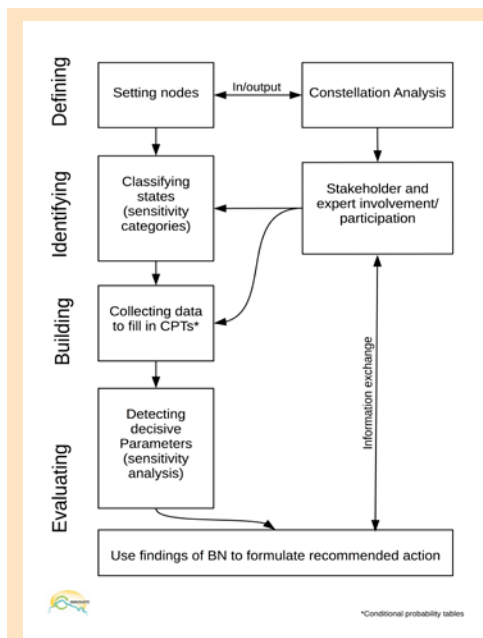 Defining
Setting nodes
In/output
Constellation Analysis
Identifying
Classifying
states
(sensitivity
categories)
Stakeholder and
expert involvement/
participation
Building
Collecting data
to fill in CPTs*
Information exchange
Evaluating
Detecting
decisive
Parameters
(sensitivity
analysis)
Use findings of BN to formulate recommended action
*Conditional probability tables